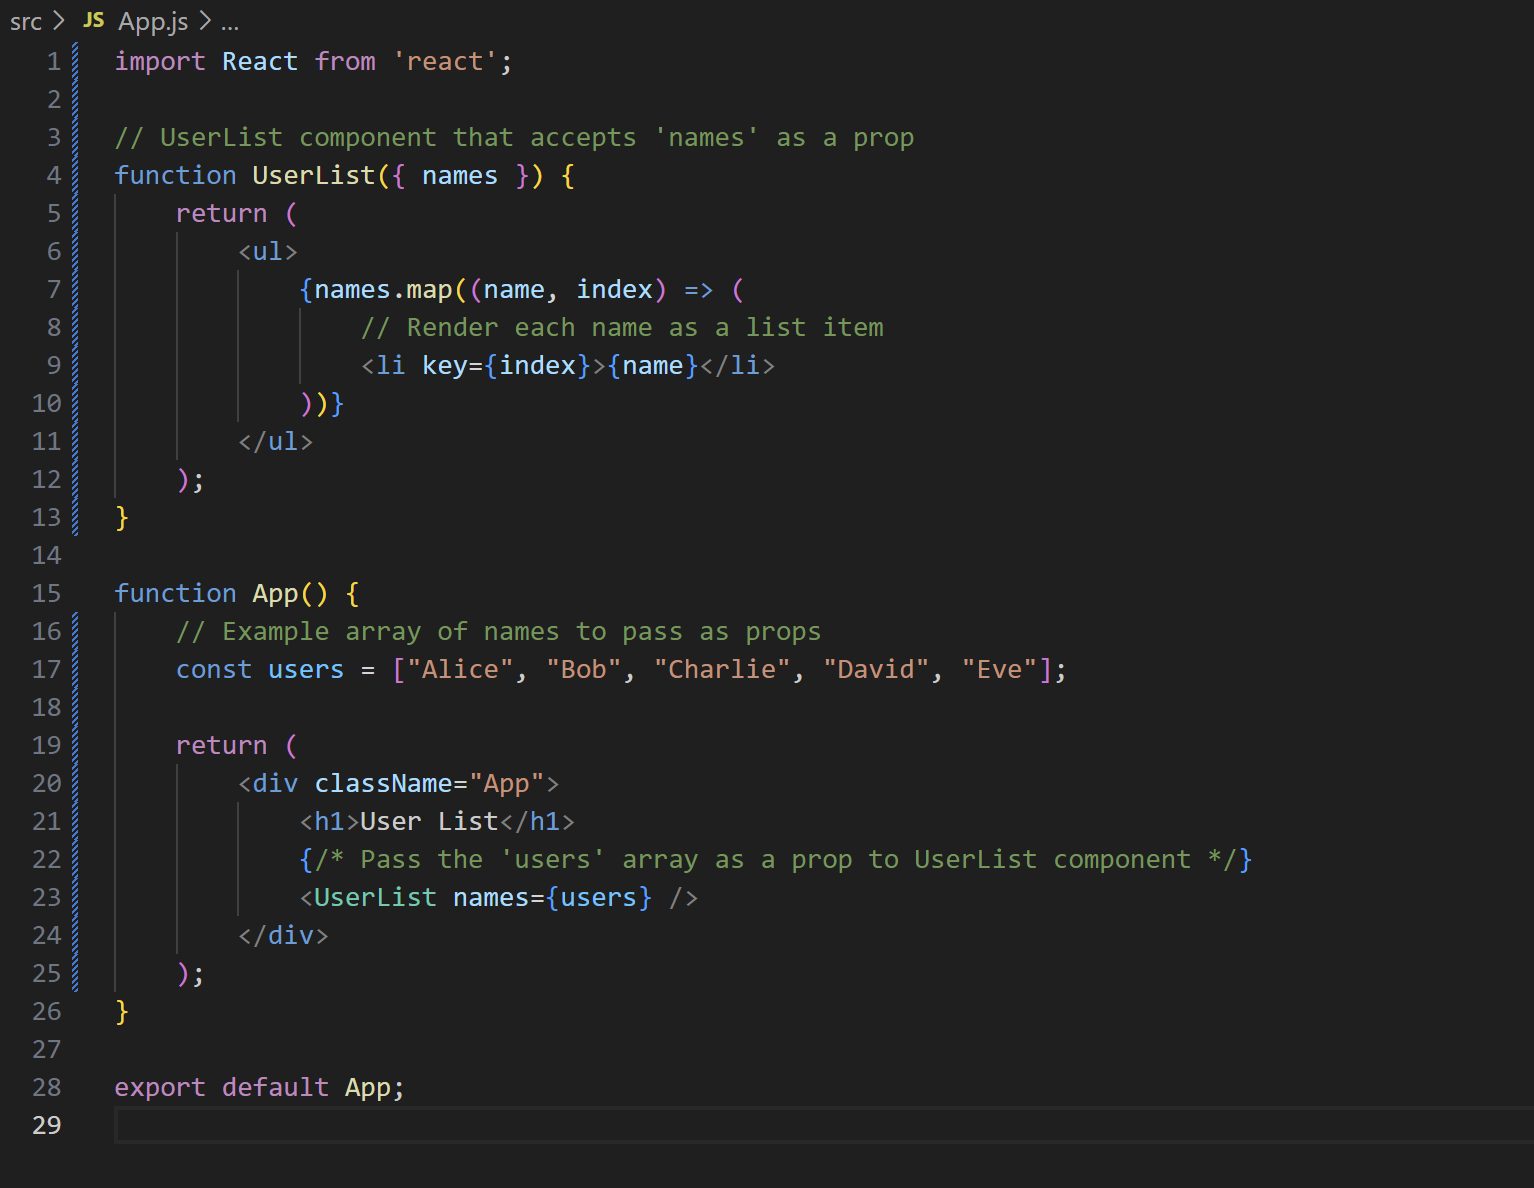 src > JS App.js > ...
1 import React from 'react';
2
3 // UserList component that accepts 'names' as a prop
4 function UserList({ names }) {
5     return (
6         <ul>
7             {names.map((name, index) => (
8                 // Render each name as a list item
9                 <li key={index}>{name}</li>
10             ))}
11         </ul>
12     );
13 }
14
15 function App() {
16     // Example array of names to pass as props
17     const users = ["Alice", "Bob", "Charlie", "David", "Eve"];
18
19     return (
20         <div className="App">
21             <h1>User List</h1>
22             {/* Pass the 'users' array as a prop to UserList component */}
23             <UserList names={users} />
24         </div>
25     );
26 }
27
28 export default App;
29